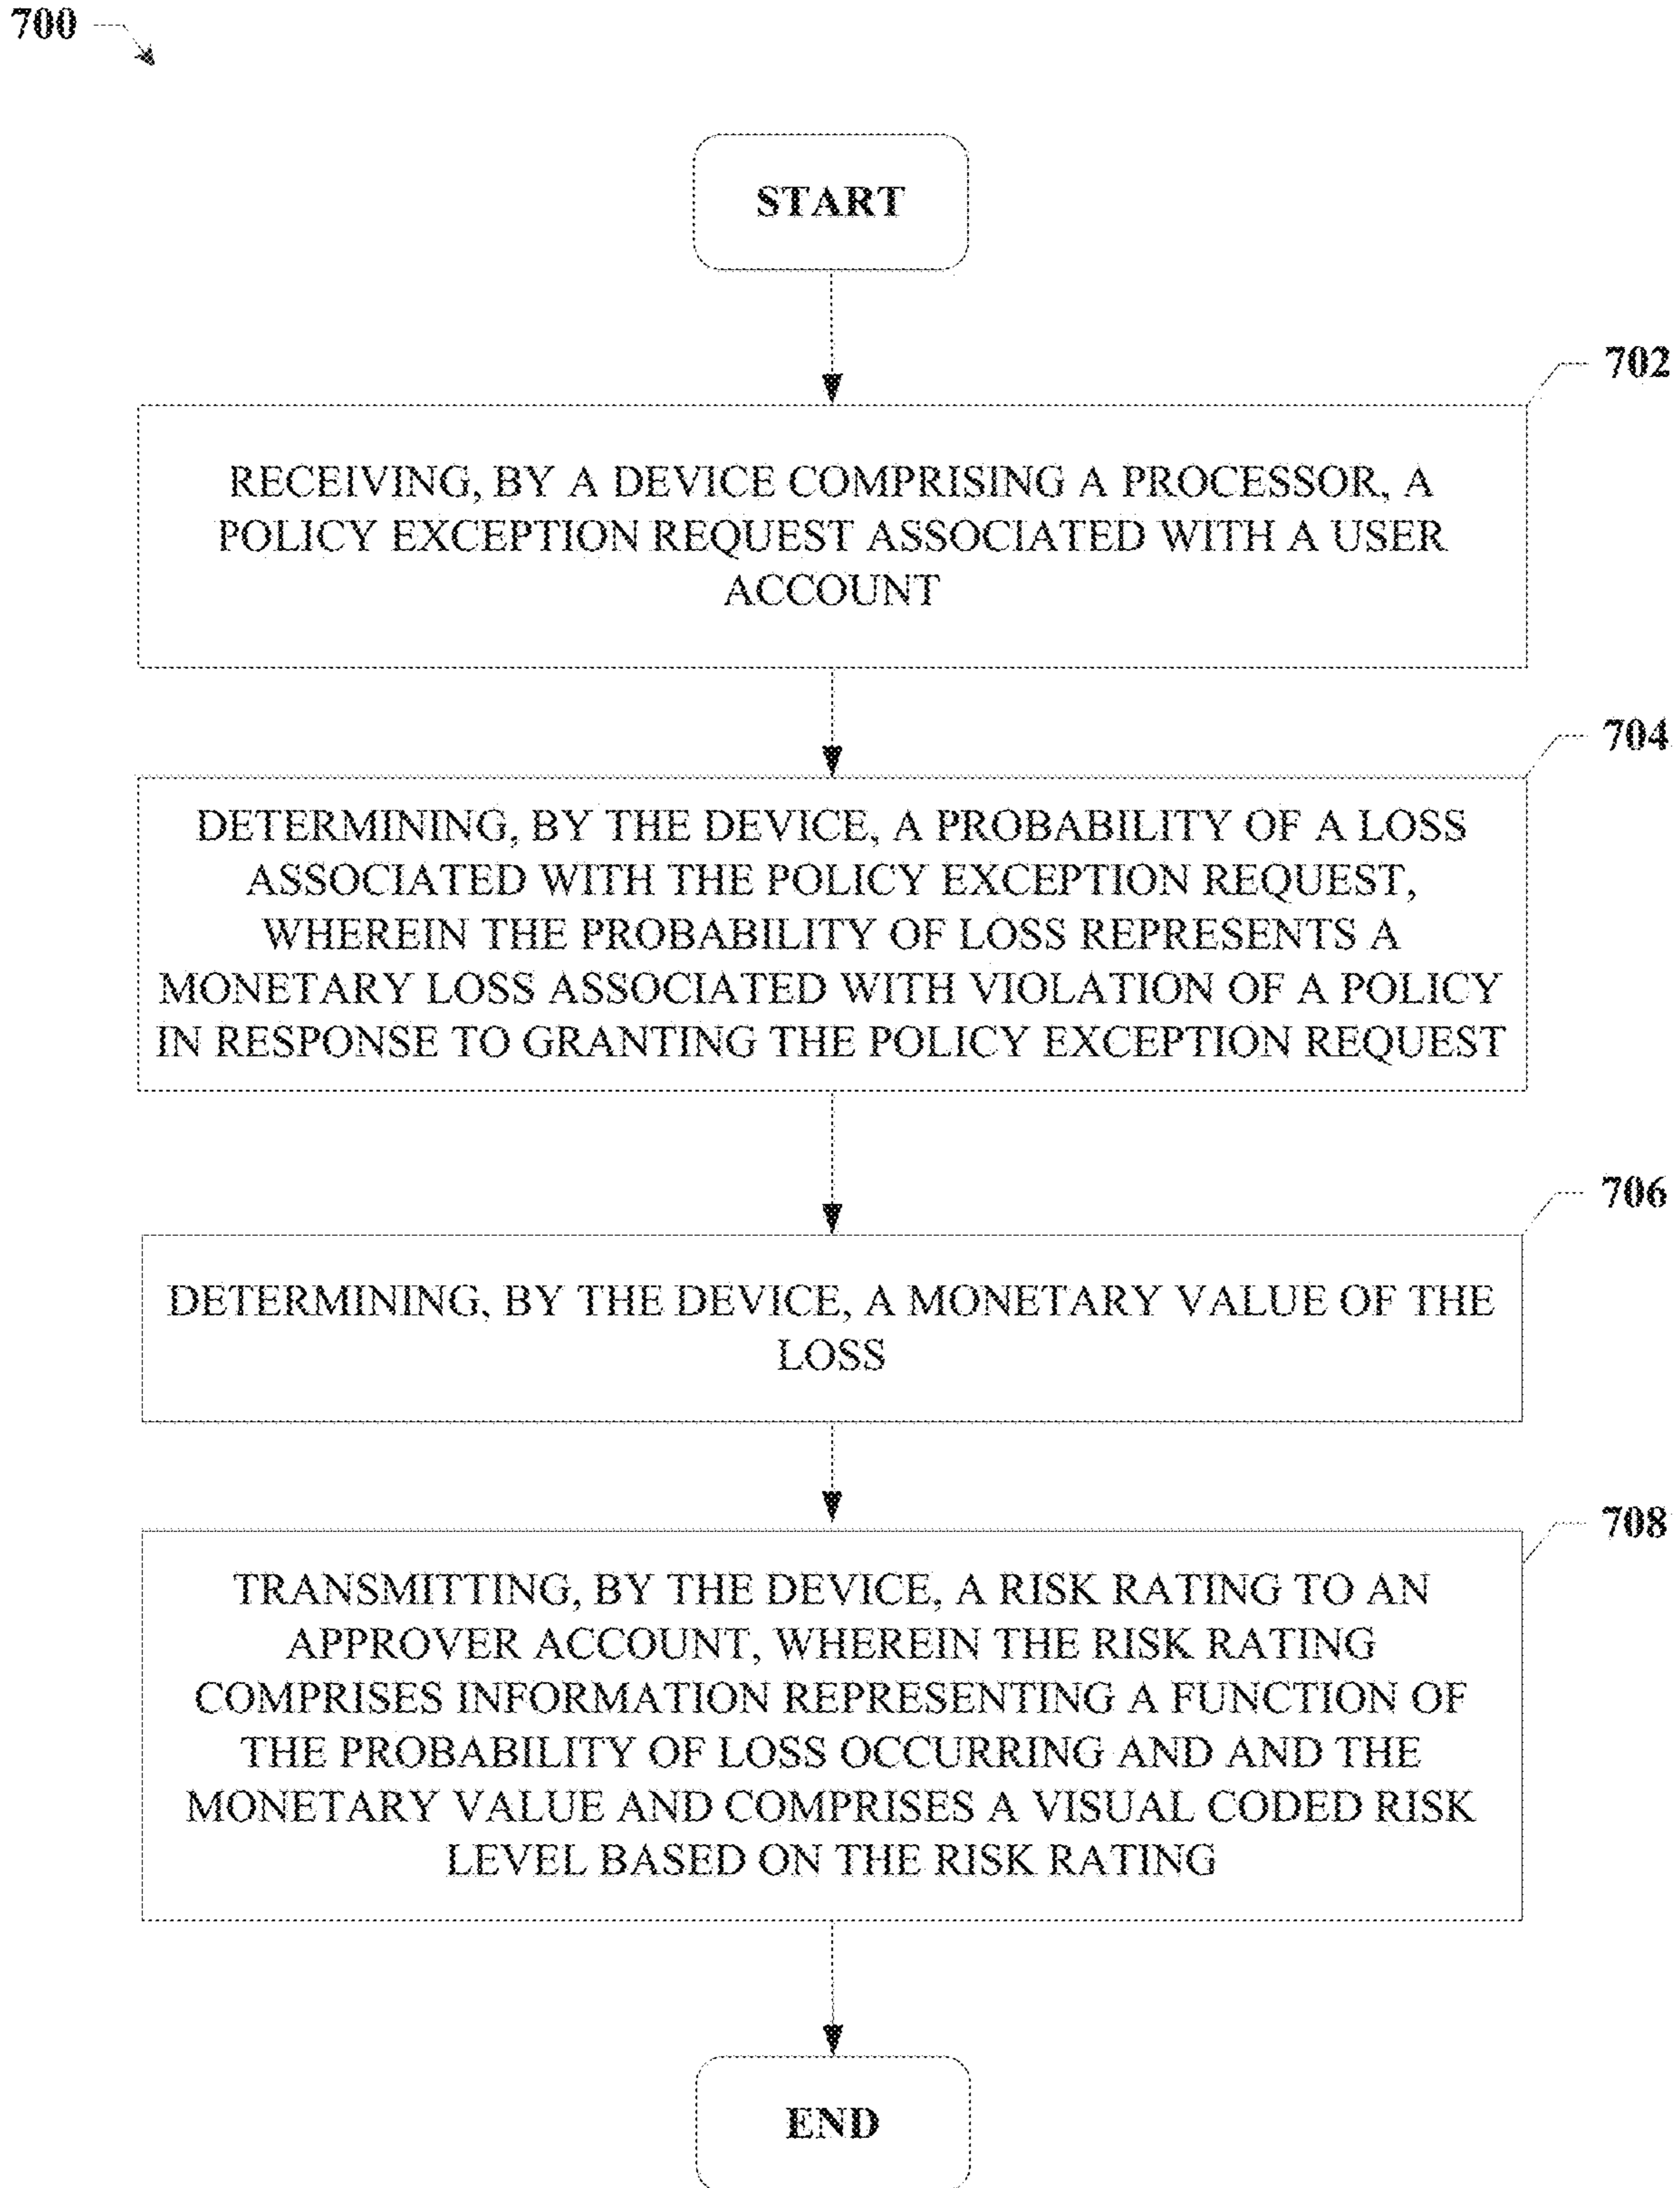 700
START
702
RECEIVING, BY A DEVICE COMPRISING A PROCESSOR, A
POLICY EXCEPTION REQUEST ASSOCIATED WITH A USER
ACCOUNT
704
DETERMINING, BY THE DEVICE, A PROBABILITY OF A LOSS
ASSOCIATED WITH THE POLICY EXCEPTION REQUEST,
WHEREIN THE PROBABILITY OF LOSS REPRESENTS A
MONETARY LOSS ASSOCIATED WITH VIOLATION OF A POLICY
IN RESPONSE TO GRANTING THE POLICY EXCEPTION REQUEST
706
DETERMINING, BY THE DEVICE, A MONETARY VALUE OF THE
LOSS
708
TRANSMITTING, BY THE DEVICE, A RISK RATING TO AN
APPROVER ACCOUNT, WHEREIN THE RISK RATING
COMPRISES INFORMATION REPRESENTING A FUNCTION OF
THE PROBABILITY OF LOSS OCCURRING AND AND THE
MONETARY VALUE AND COMPRISES A VISUAL CODED RISK
LEVEL BASED ON THE RISK RATING
END